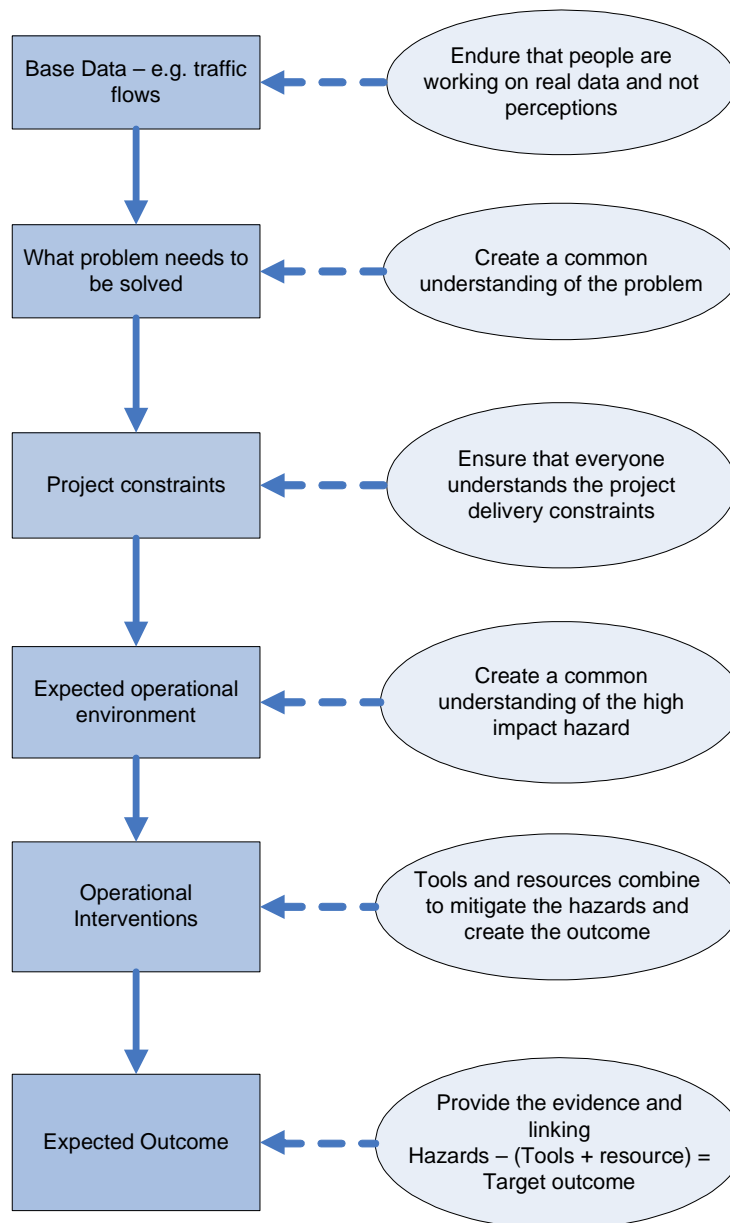 Base Data – e.g. traffic
flows
Endure that people are
working on real data and not
perceptions
What problem needs to
be solved
Create a common
understanding of the problem
Project constraints
Ensure that everyone
understands the project
delivery constraints
Expected operational
environment
Create a common
understanding of the high
impact hazard
Operational
Interventions
Tools and resources combine
to mitigate the hazards and
create the outcome
Expected Outcome
Provide the evidence and
linking
Hazards – (Tools + resource) =
Target outcome